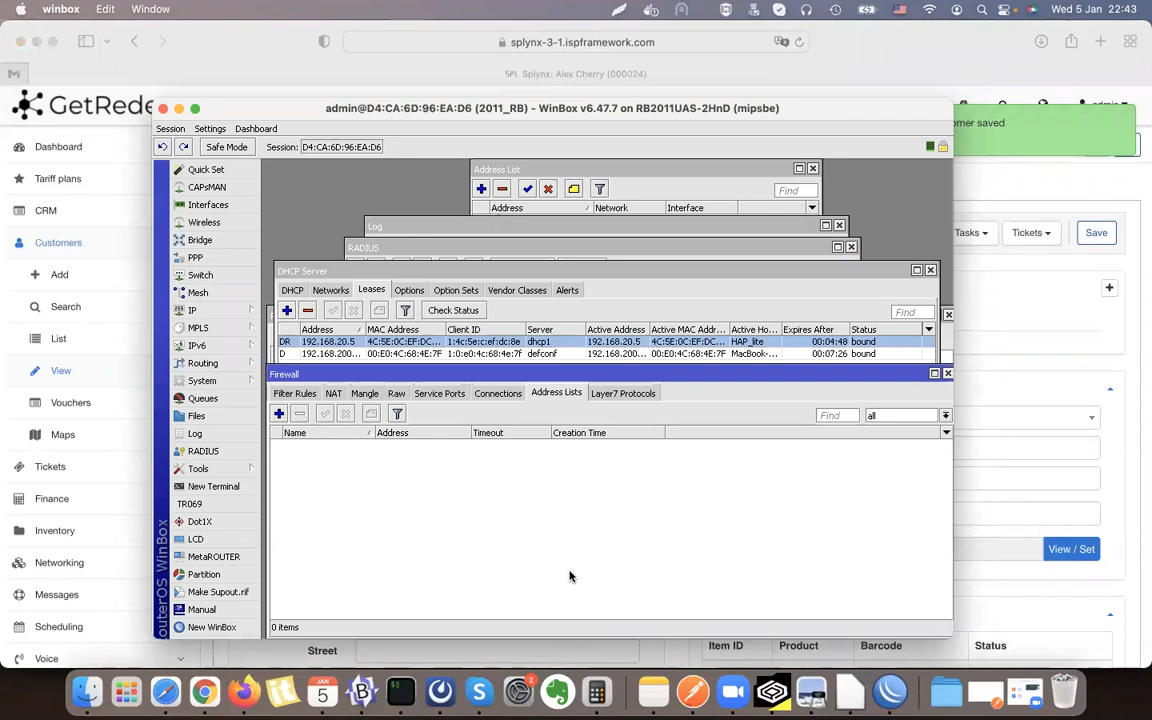 winbox Edit Window Wed 5 Jan 22:43
splynx-3-1.ispframework.com
SPL Splynx: Alex Cherry (000024)
GetRede
omer saved
admin@D4:CA:6D:96:EA:D6 (2011_RB) - WinBox v6.47.7 on RB2011UAS-2HnD (mipsbe)
Session Settings Dashboard
Safe Mode Session: D4:CA:6D:96:EA:D6
Dashboard
Tariff plans
CRM
Customers
Add
Search
List
View
Vouchers
Maps
Tickets
Finance
Inventory
Networking
Messages
Scheduling
Voice
Quick Set
CAPsMAN
Interfaces
Wireless
Bridge
PPP
Switch
Mesh
IP
MPLS
IPv6
Routing
System
Queues
Files
Log
RADIUS
Tools
New Terminal
TR069
Dot1X
LCD
MetaROUTER
Partition
Make Supout.rif
Manual
New WinBox
outerOS WinBox
Address List
Find
Address Network Interface
Log
RADIUS
DHCP Server
DHCP Networks Leases Options Option Sets Vendor Classes Alerts
Check Status Find
Address MAC Address Client ID Server Active Address Active MAC Addr... Active Ho... Expires After Status
DR 192.168.20.5 4C:5E:0C:EF:DC... 1:4c:5e:c:ef:dc:8e dhcp1 192.168.20.5 4C:5E:0C:EF:DC... HAP_lite 00:04:48 bound
D 192.168.200... 00:E0:4C:68:4E:7F 1:0:e0:4c:68:4e:7f defconf 192.168.200... 00:E0:4C:68:4E:7F MacBook-... 00:07:26 bound
Firewall
Filter Rules NAT Mangle Raw Service Ports Connections Address Lists Layer7 Protocols
Find all
Name Address Timeout Creation Time
0 items
Tasks Tickets Save
View / Set
Street
Item ID Product Barcode Status
JAN
5
2